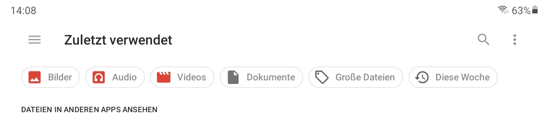 14:08 63%
Zuletzt verwendet
Bilder Audio Videos Dokumente Große Dateien Diese Woche
DATEIEN IN ANDEREN APPS ANSEHEN